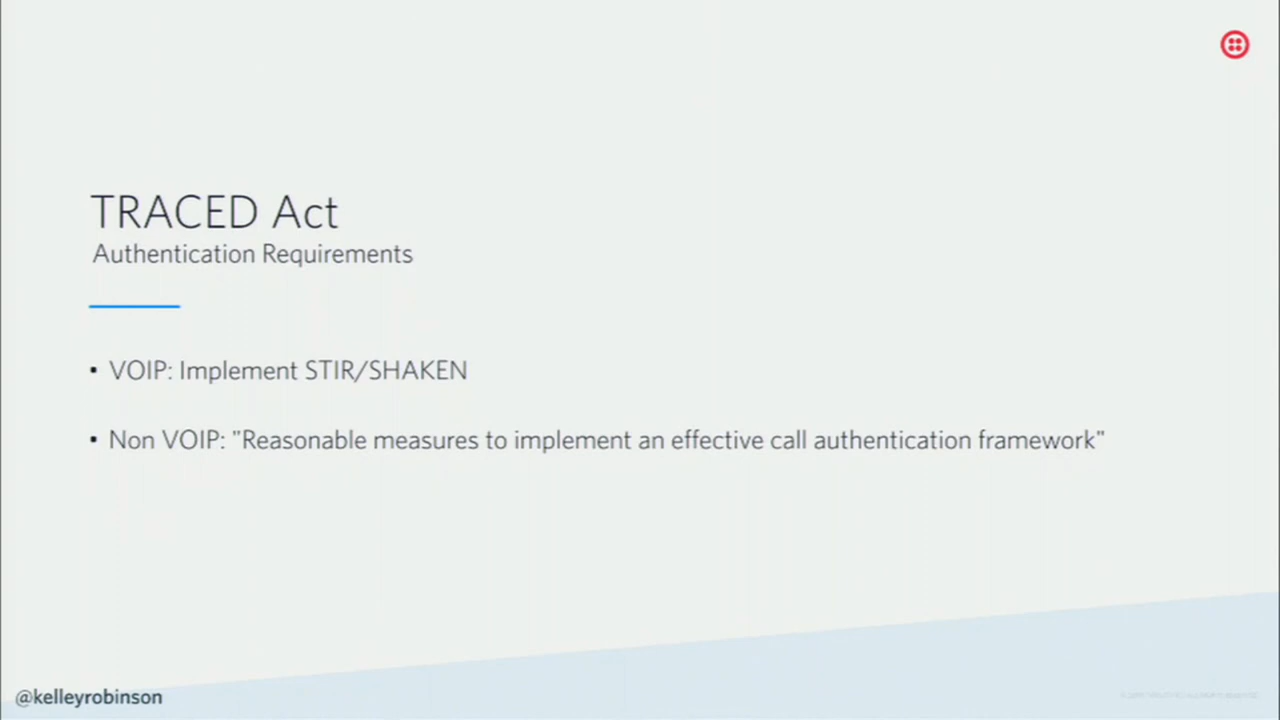 TRACED Act
Authentication Requirements
• VOIP: Implement STIR/SHAKEN
• Non VOIP: "Reasonable measures to implement an effective call authentication framework"
@kelleyrobinson